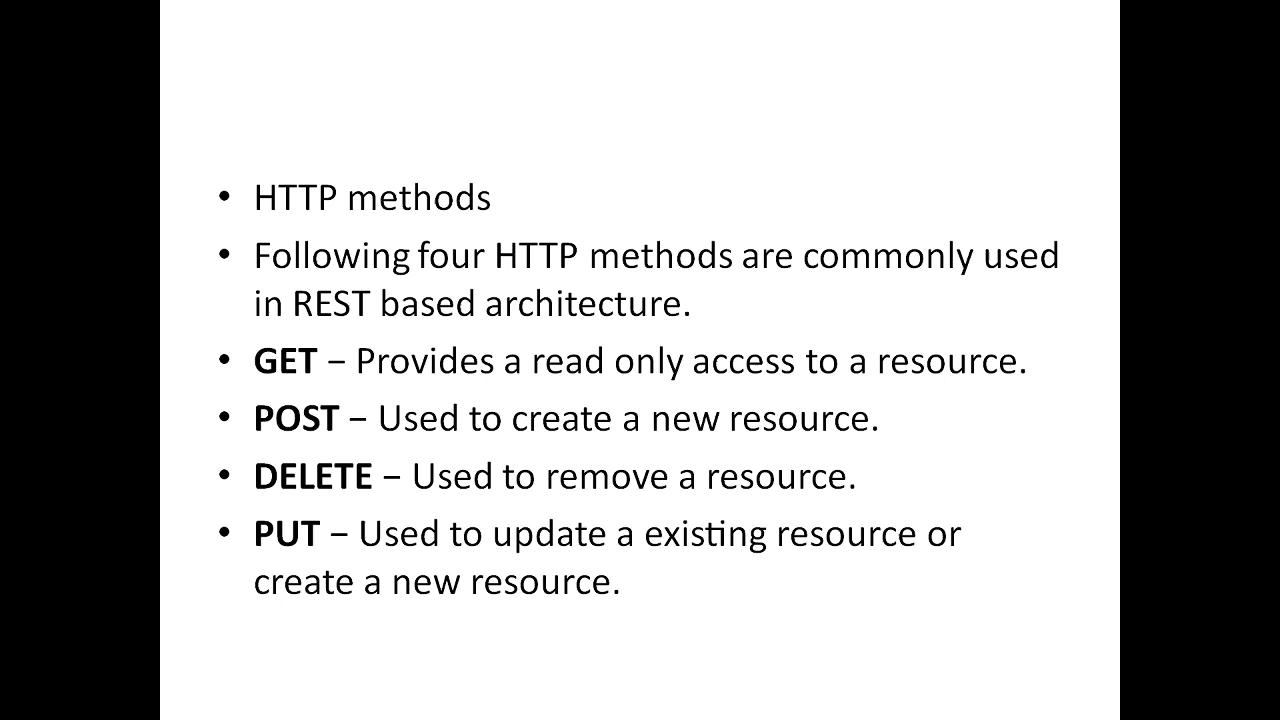 • HTTP methods
• Following four HTTP methods are commonly used
in REST based architecture.
• GET − Provides a read only access to a resource.
• POST − Used to create a new resource.
• DELETE − Used to remove a resource.
• PUT − Used to update a existing resource or
create a new resource.